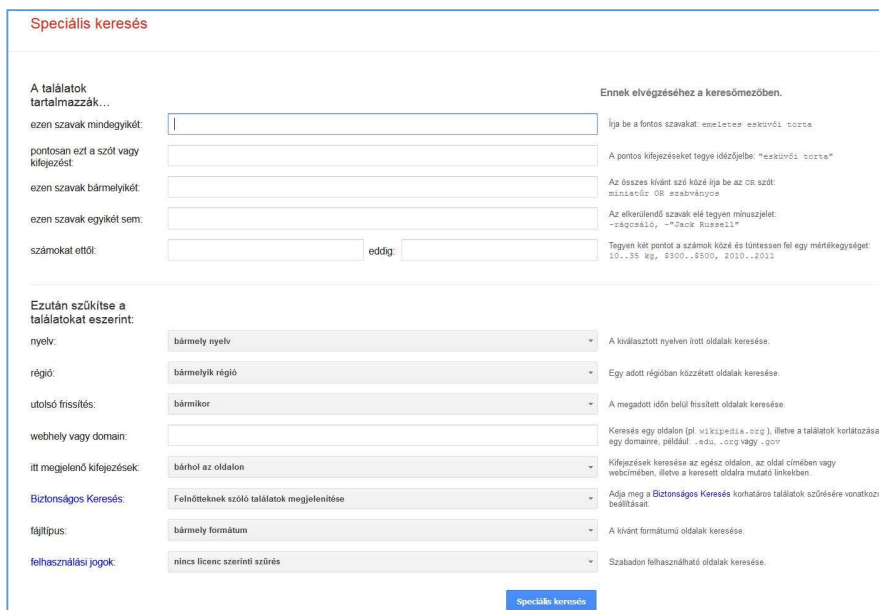 Speciális keresés
A találatok
tartalmazzák…
Ennek elvégzéséhez a keresőmezőben.
ezen szavak mindegyikét:
Írja be a fontos szavakat: emeletes esküvői torta
pontosan ezt a szót vagy
kifejezést:
A pontos kifejezéseket tegye idézőjelbe: "esküvői torta"
ezen szavak bármelyikét:
Az összes kívánt szó közé írja be az OR szót:
miniatűr OR szabványos
ezen szavak egyikét sem:
Az elkerülendő szavak elé tegyen mínuszjelet:
-rágcsáló, -"Jack Russell"
számokat ettől:
eddig:
Tegyen két pontot a számok közé és tüntessen fel egy mértékegységet:
10..35 kg, $300..$500, 2010..2011
Ezután szűkítse a
találatokat eszerint:
nyelv:
bármely nyelv
A kiválasztott nyelven írott oldalak keresése.
régió:
bármelyik régió
Egy adott régióban közzétett oldalak keresése.
utolsó frissítés:
bármikor
A megadott időn belül frissített oldalak keresése.
webhely vagy domain:
Keresés egy oldalon (pl. wikipedia.org ), illetve a találatok korlátozása
egy domainre, például: .edu, .org vagy .gov
itt megjelenő kifejezések:
bárhol az oldalon
Kifejezések keresése az egész oldalon, az oldal címében vagy
webcímében, illetve a keresett oldalra mutató linkekben.
Biztonságos Keresés:
Felnőtteknek szóló találatok megjelenítése
Adja meg a Biztonságos Keresés korhatáros találatok szűrésére vonatkozó
beállításait.
fájltípus:
bármely formátum
A kívánt formátumú oldalak keresése.
felhasználási jogok:
nincs licenc szerinti szűrés
Szabadon felhasználható oldalak keresése.
Speciális keresés